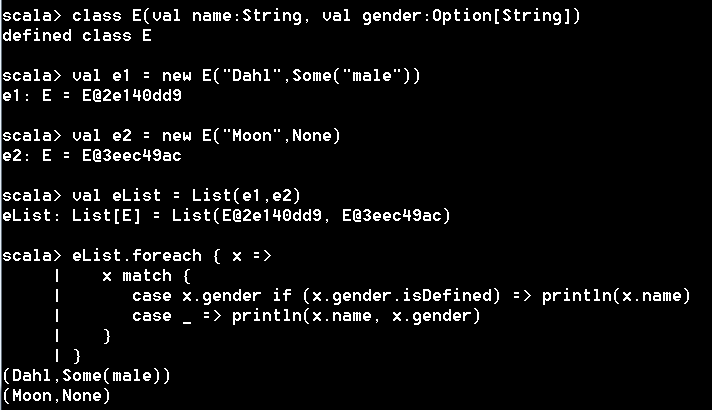 scala> class E(val name:String, val gender:Option[String])
defined class E
scala> val e1 = new E("Dahl",Some("male"))
e1: E = E@2e140dd9
scala> val e2 = new E("Moon",None)
e2: E = E@3eec49ac
scala> val eList = List(e1,e2)
eList: List[E] = List(E@2e140dd9, E@3eec49ac)
scala> eList.foreach { x =>
     |    x match {
     |       case x.gender if (x.gender.isDefined) => println(x.name)
     |       case _ => println(x.name, x.gender)
     |    }
     | }
(Dahl,Some(male))
(Moon,None)